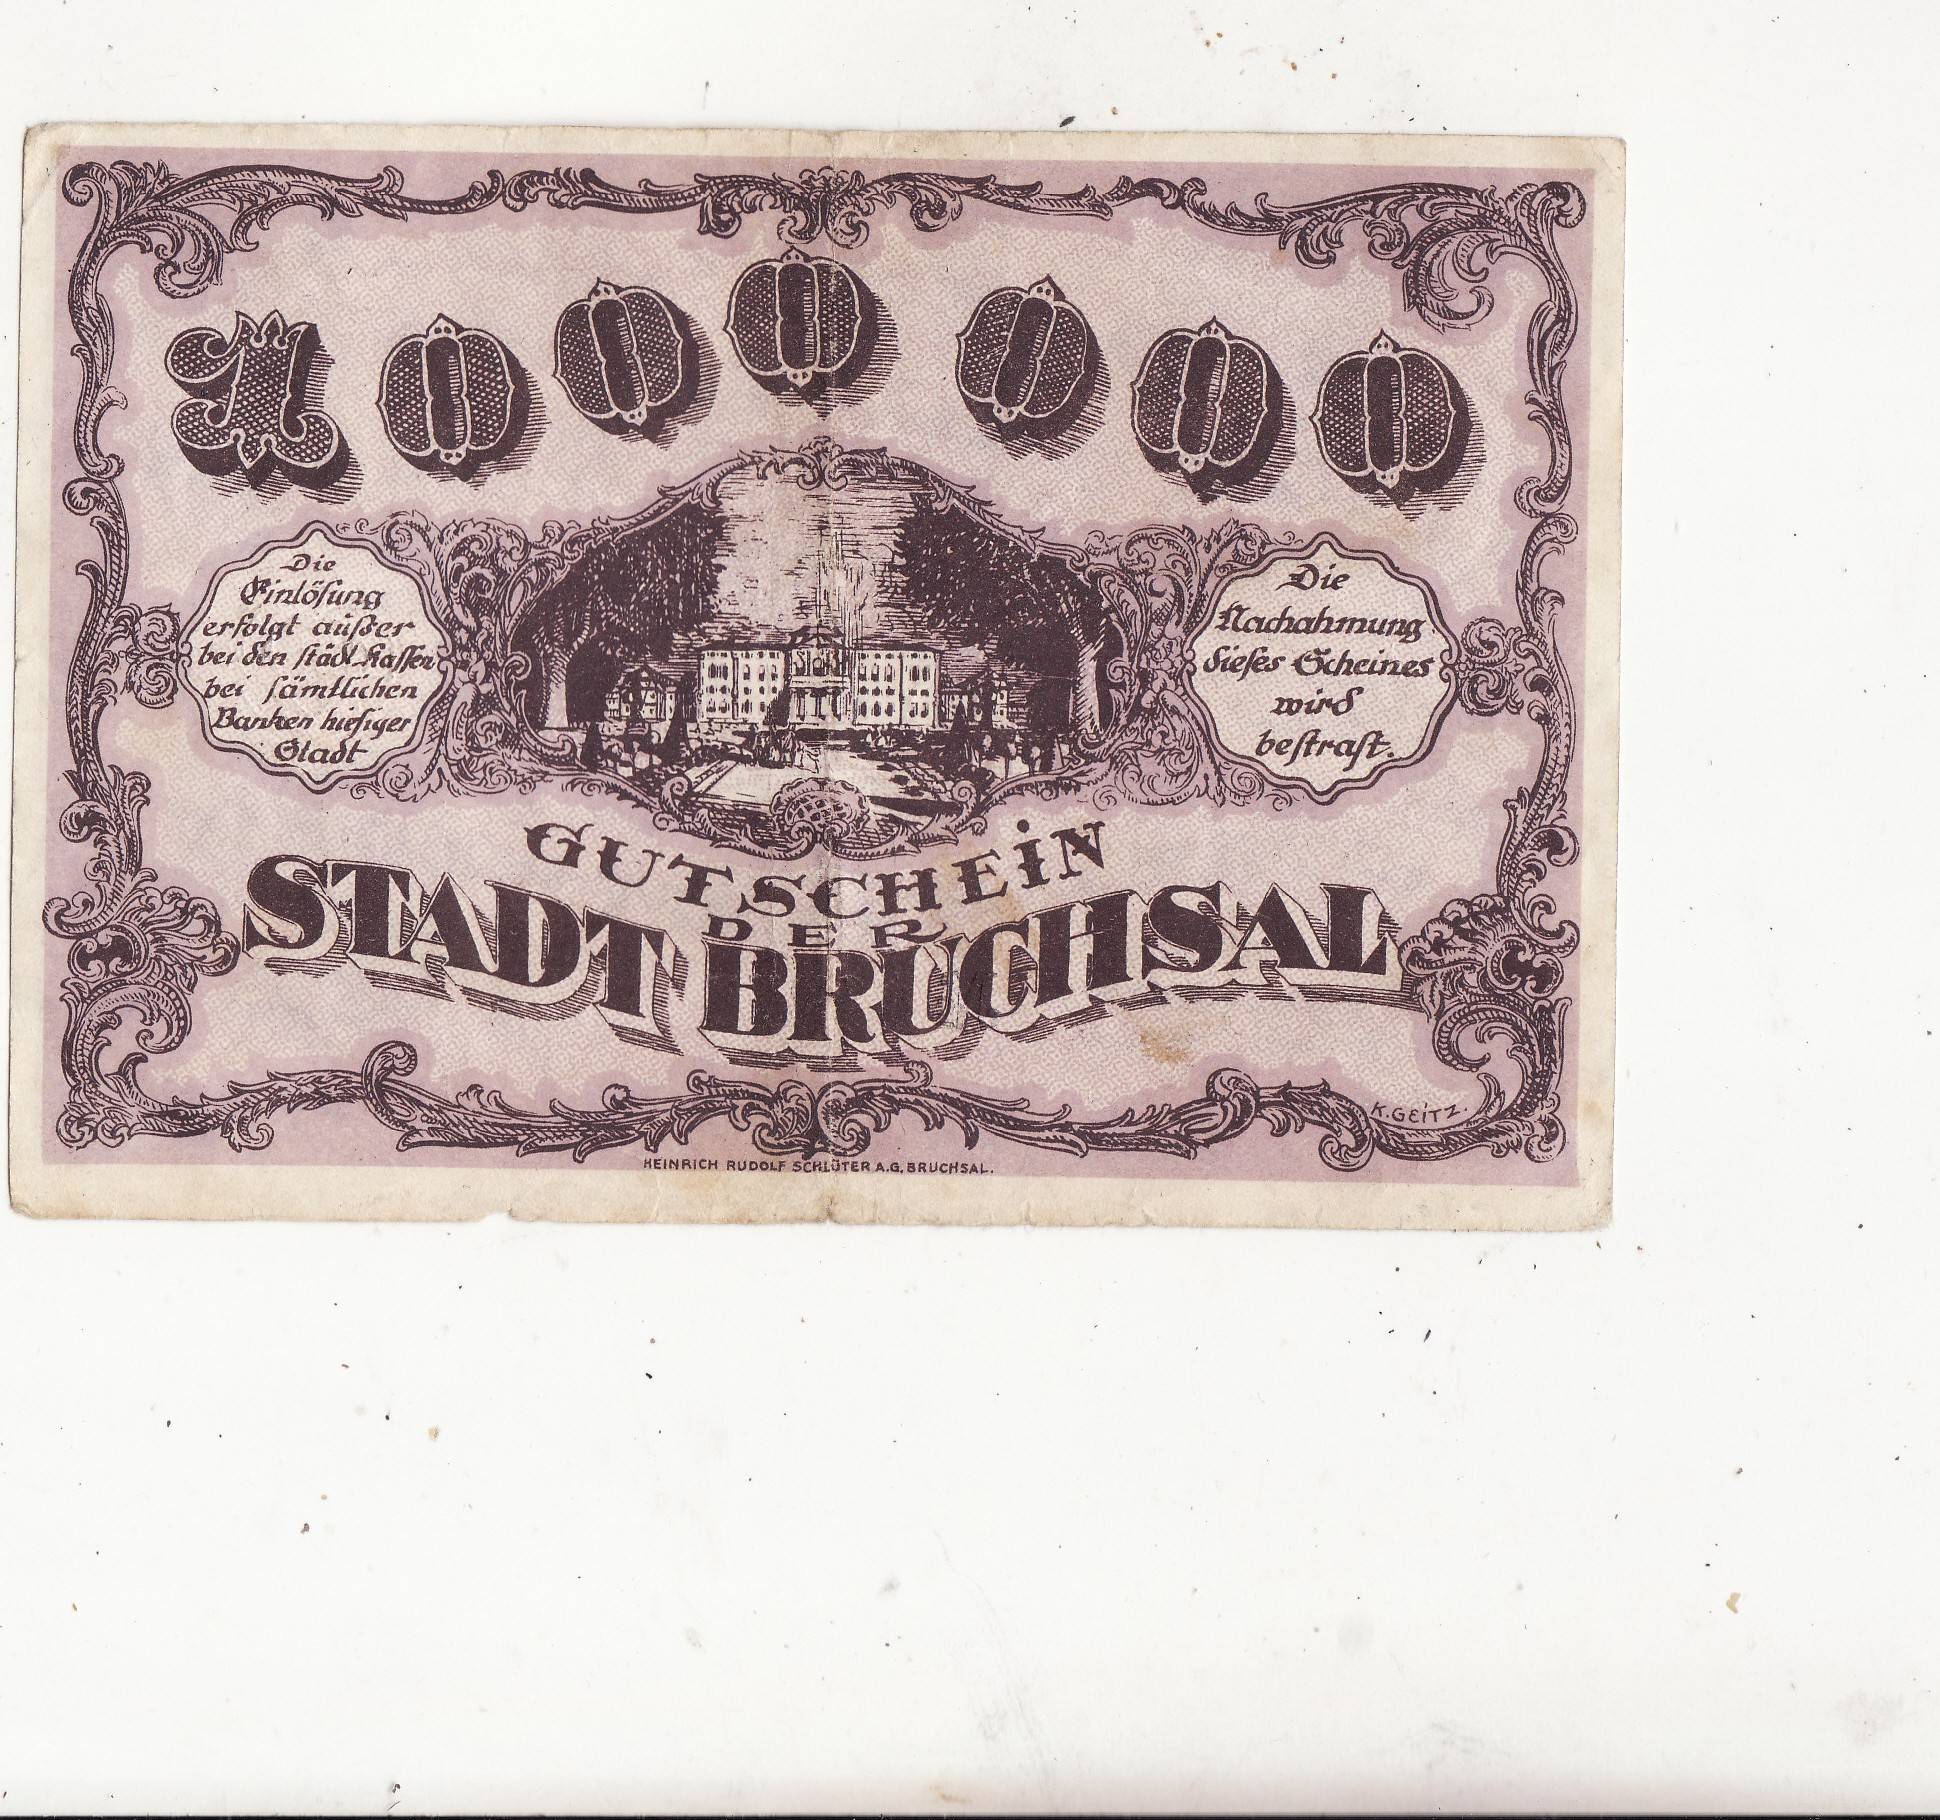 1000000
Die
Einlösung
erfolgt außer
bei den städt. Kassen
bei sämtlichen
Banken hiesiger
Stadt
Die
Nachahmung
dieses Scheines
wird
bestraft.
GUTSCHEIN
DER
STADT BRUCHSAL
K. GEITZ.
HEINRICH RUDOLF SCHLÜTER A.G. BRUCHSAL.